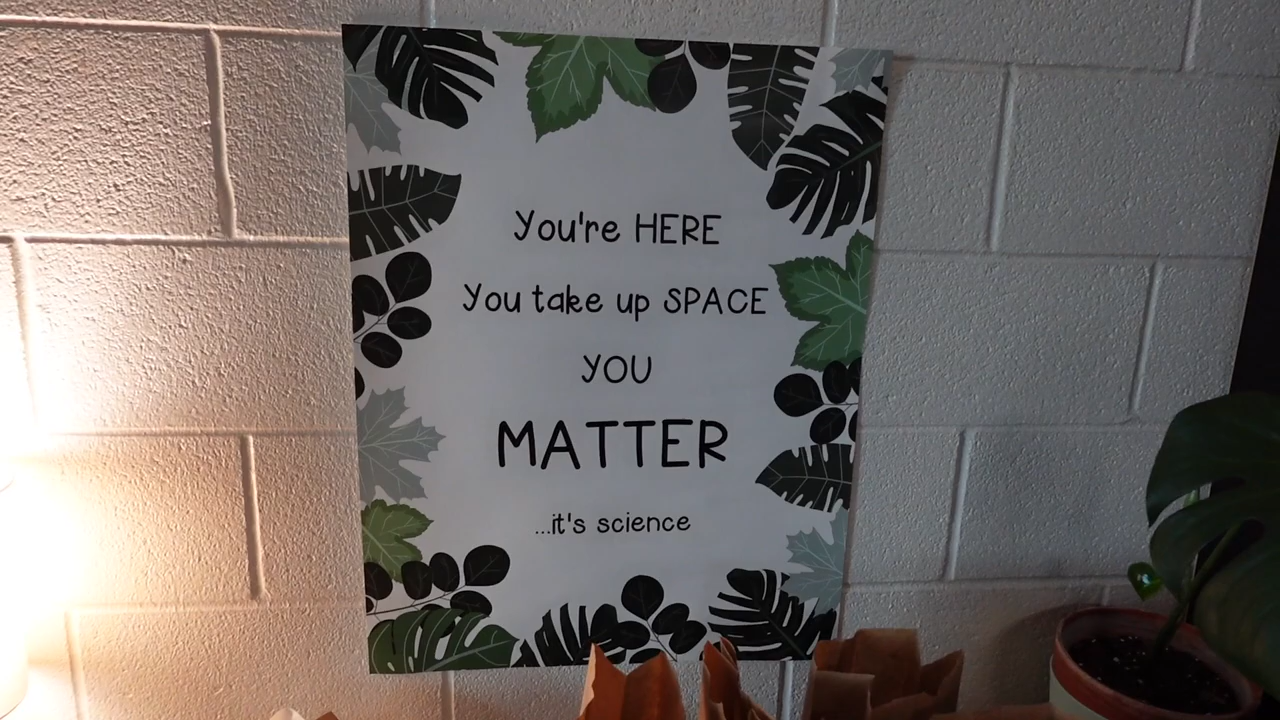 You're HERE
You take up SPACE
YOU
MATTER
...it's science